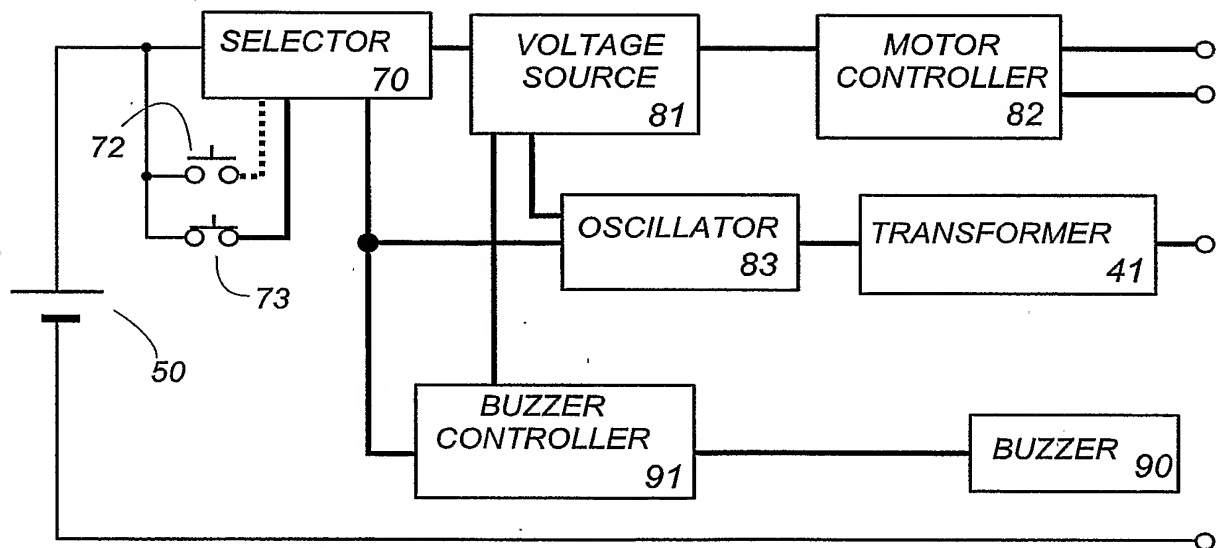 SELECTOR
70
VOLTAGE
SOURCE
81
MOTOR
CONTROLLER
82
72
73
OSCILLATOR
83
TRANSFORMER
41
50
BUZZER
CONTROLLER
91
BUZZER
90